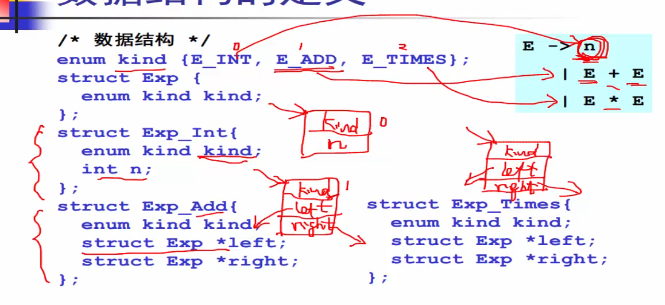 数据结构的定义
/* 数据结构 */
enum kind {E_INT, E_ADD, E_TIMES};
0 1 2
struct Exp {
enum kind kind;
};
struct Exp_Int{
enum kind kind;
int n;
};
struct Exp_Add{
enum kind kind
struct Exp *left;
struct Exp *right;
};
struct Exp_Times{
enum kind kind;
struct Exp *left;
struct Exp *right;
};
E -> n
| E + E
| E * E
kind 0
n
kind 1
left
right
kind
left
right